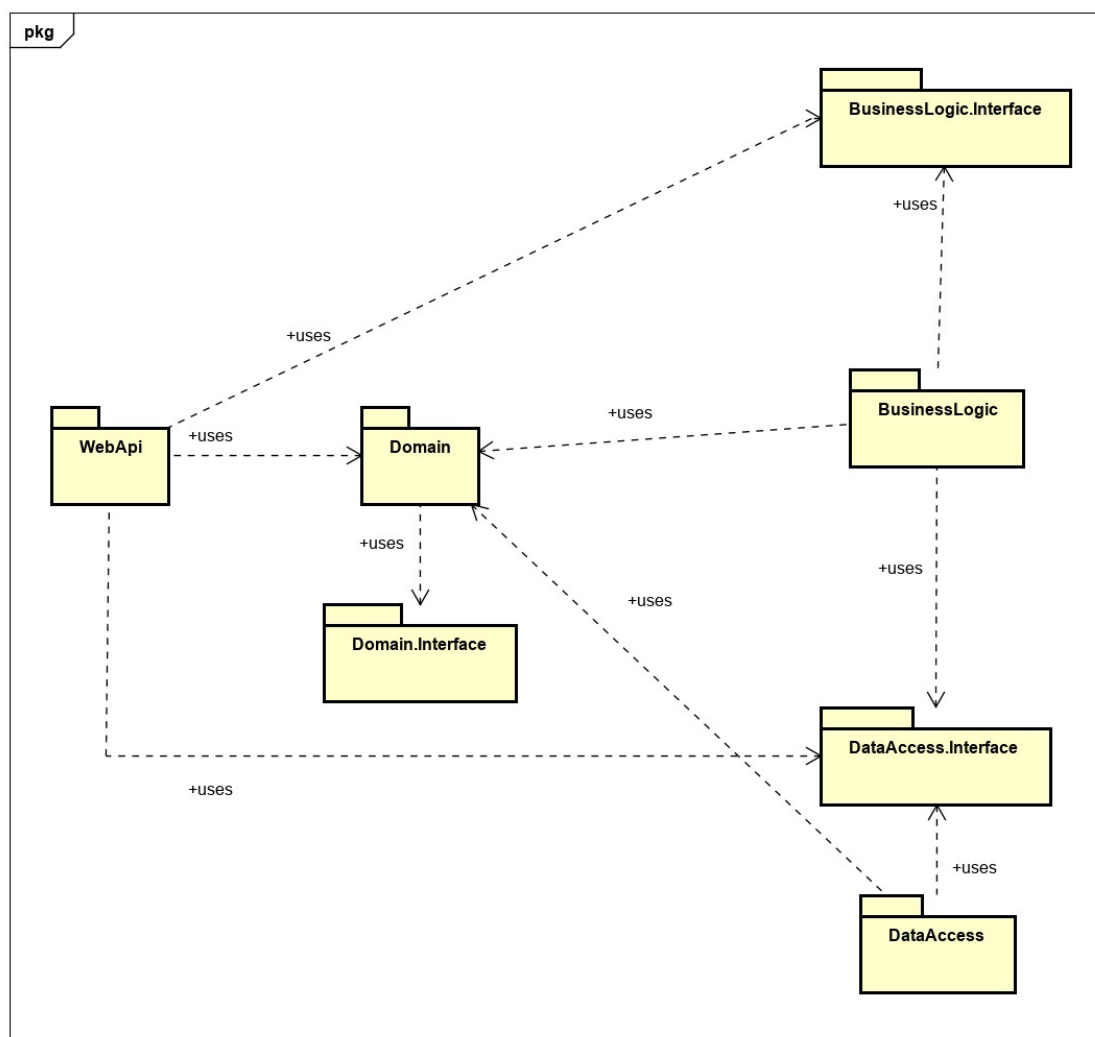 pkg
BusinessLogic.Interface
+uses
+uses
BusinessLogic
+uses
WebApi
+uses
Domain
+uses
+uses
+uses
Domain.Interface
DataAccess.Interface
+uses
+uses
DataAccess